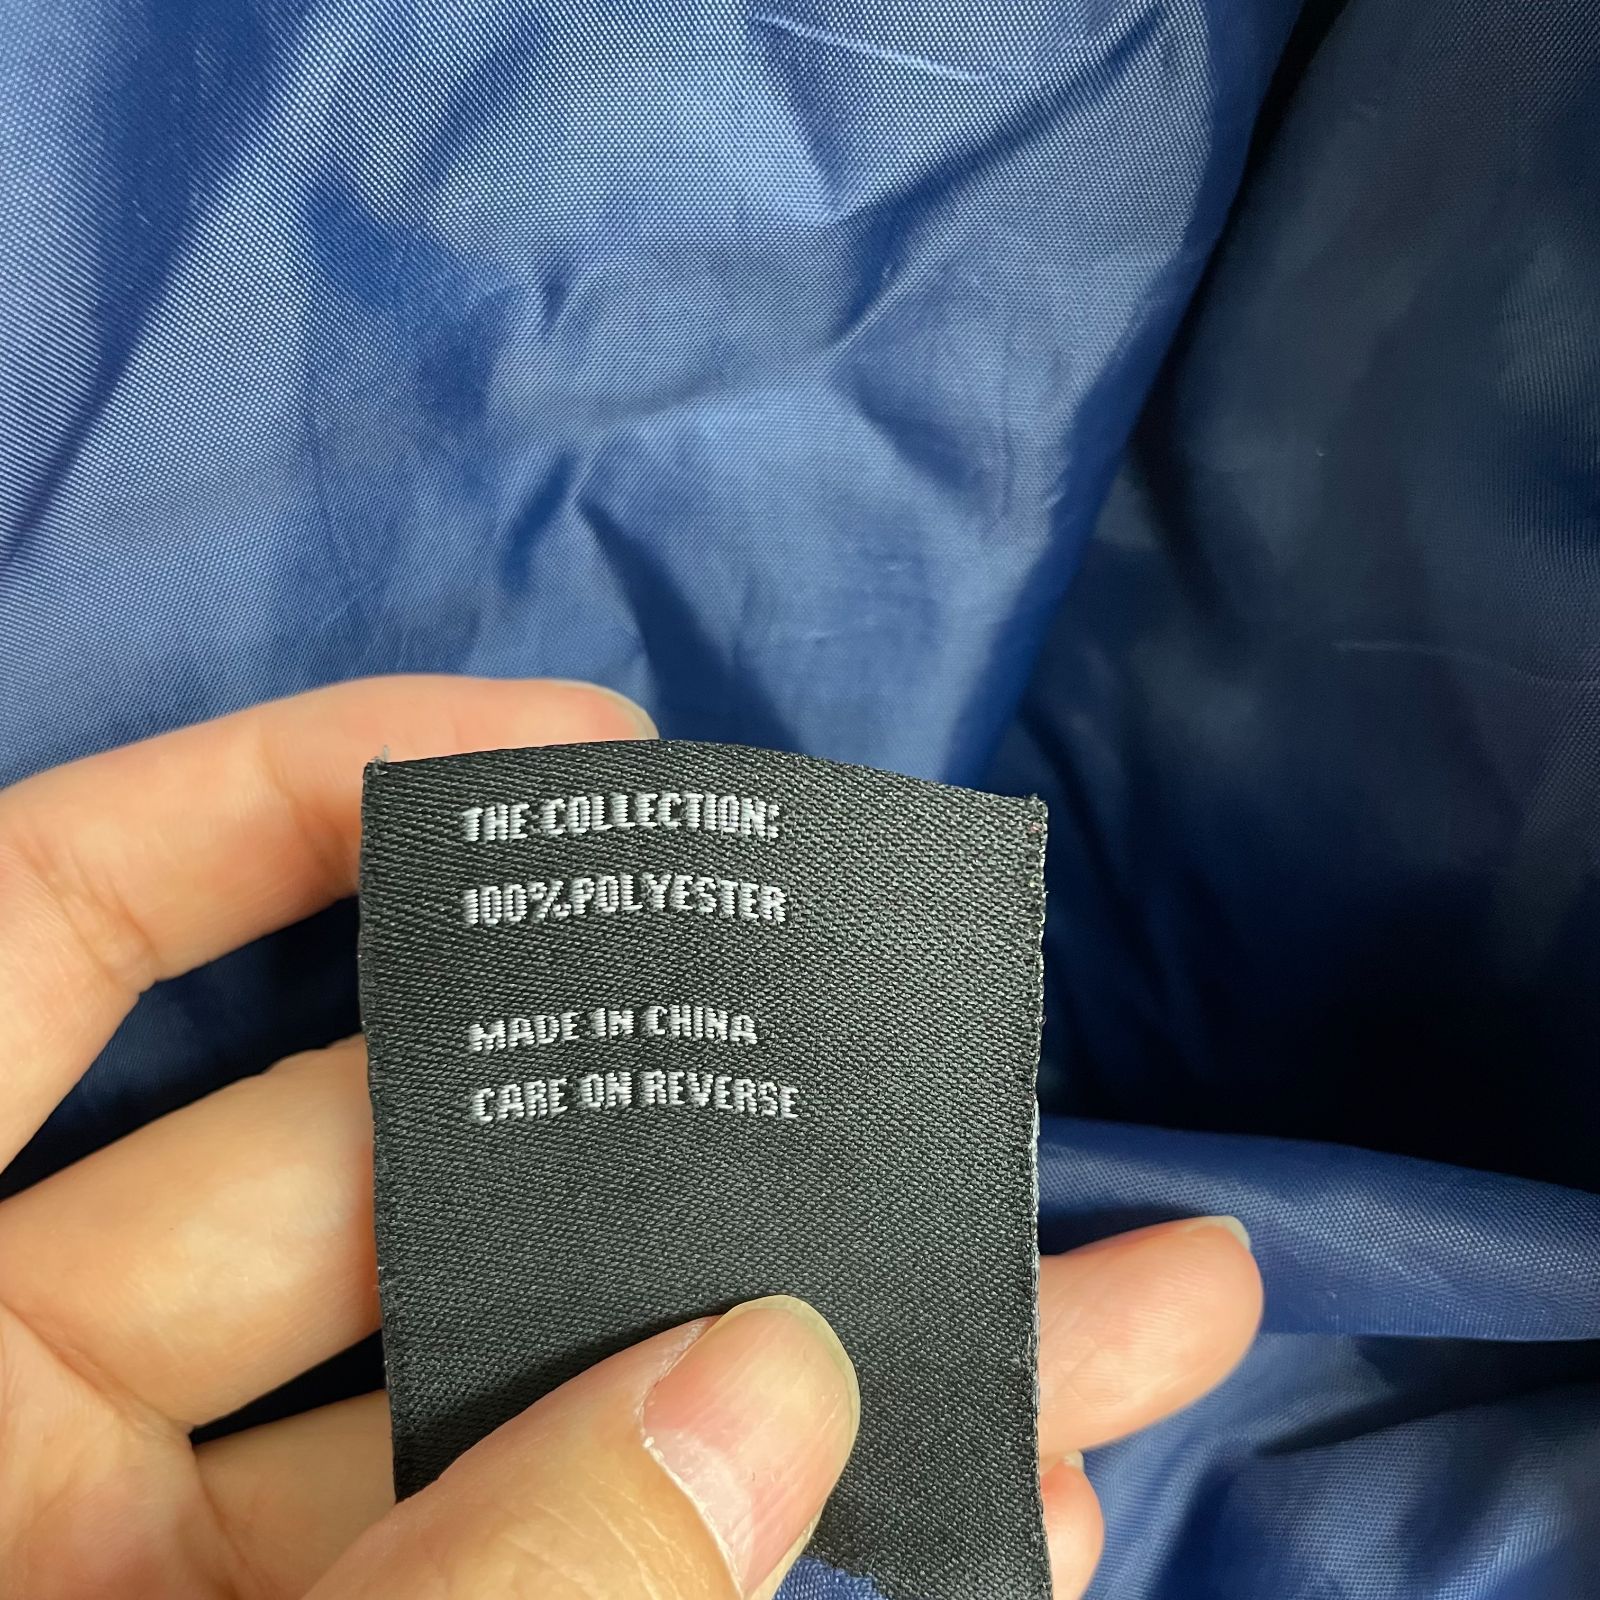 THE COLLECTION:
100%POLYESTER
MADE IN CHINA
CARE ON REVERSE